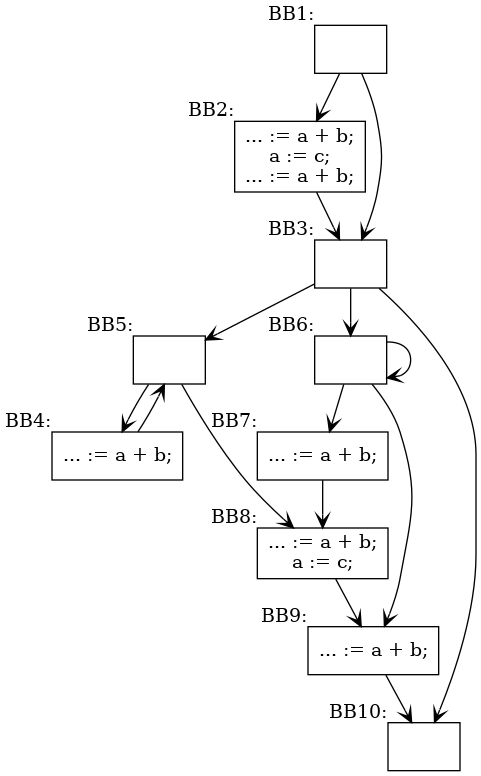 BB1:
BB2:
... := a + b;
a := c;
... := a + b;
BB3:
BB5:
BB6:
BB4:
... := a + b;
BB7:
... := a + b;
BB8:
... := a + b;
a := c;
BB9:
... := a + b;
BB10: